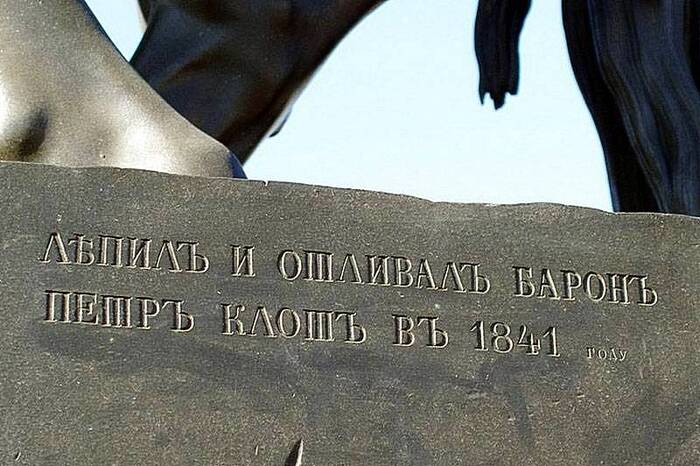 ЛѢПИЛЪ И ОТЛИВАЛЪ БАРОНЪ
ПЕТРЪ КЛОТЪ ВЪ 1841 ГОДУ